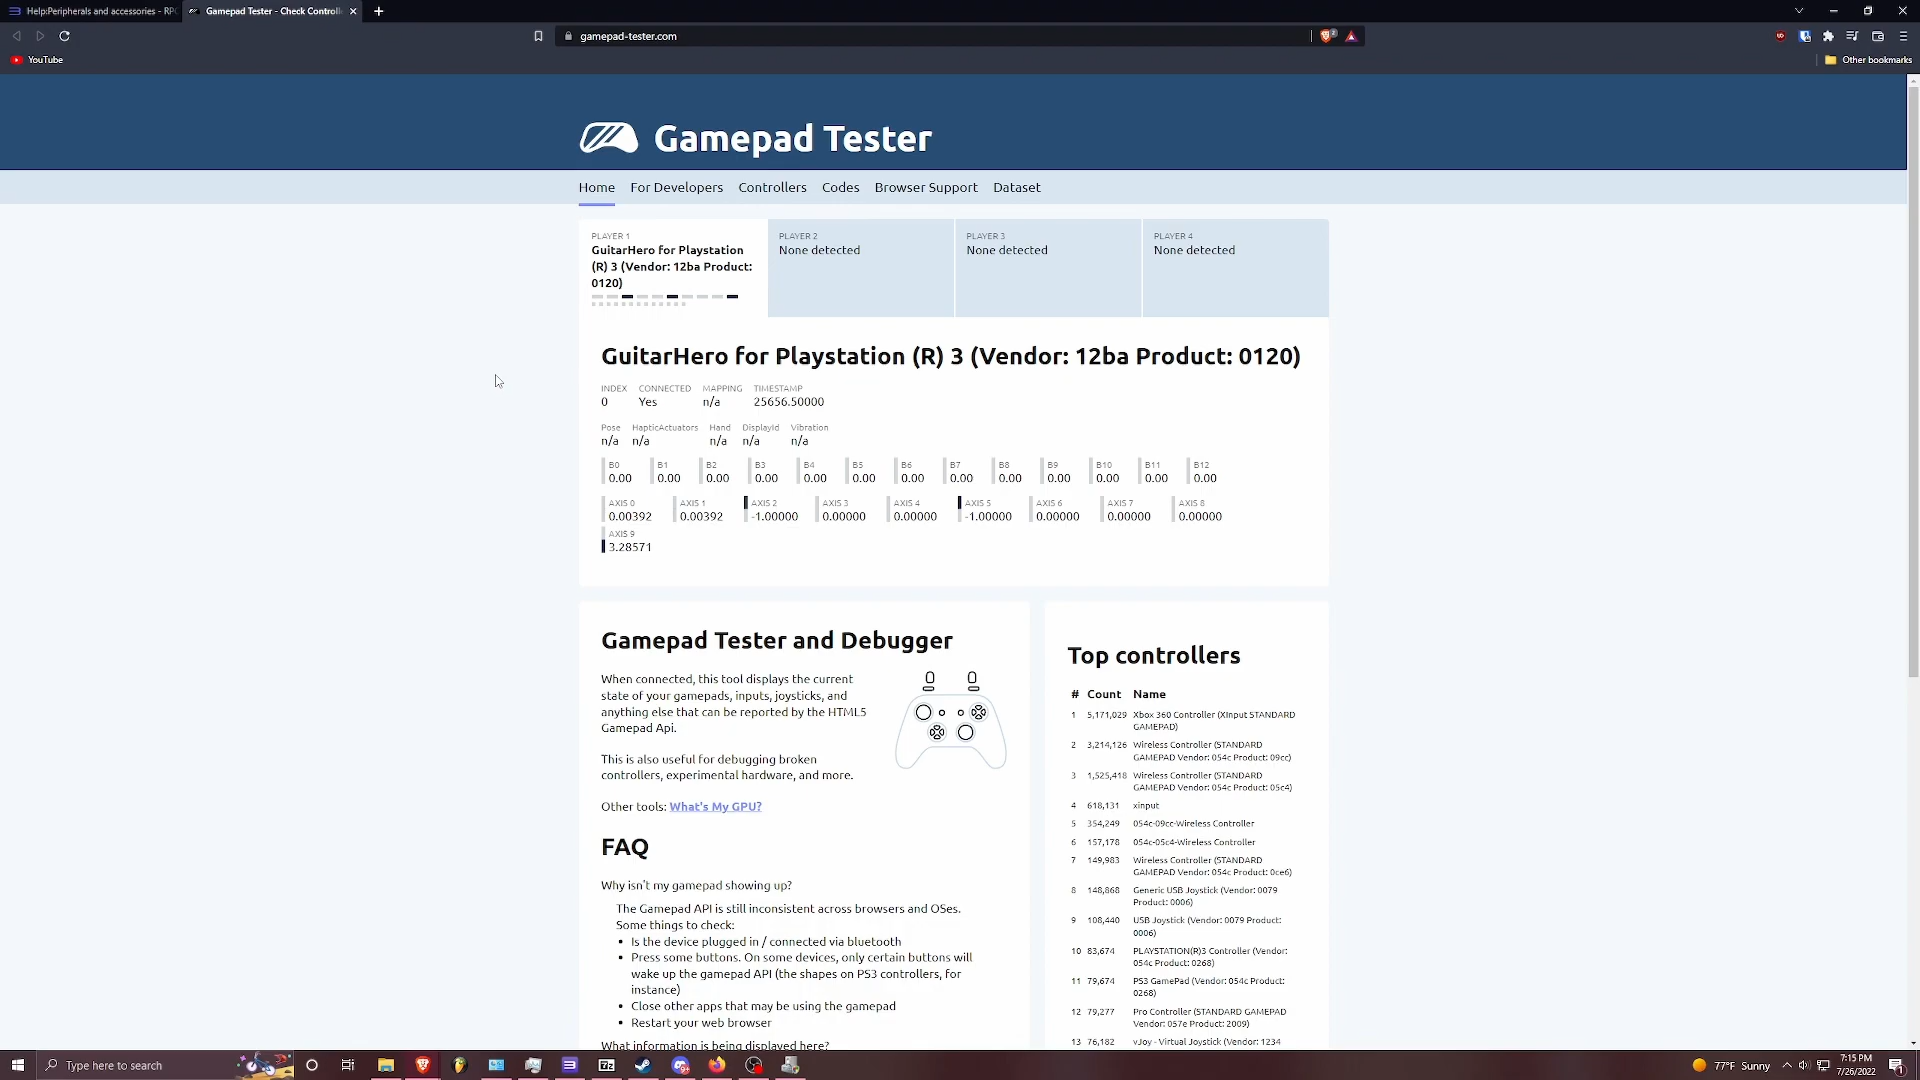 Help:Peripherals and accessories - RPC
Gamepad Tester - Check Controll
gamepad-tester.com
2
YouTube
Other bookmarks
Gamepad Tester
Home For Developers Controllers Codes Browser Support Dataset
PLAYER 1
GuitarHero for Playstation
(R) 3 (Vendor: 12ba Product:
0120)
PLAYER 2
None detected
PLAYER 3
None detected
PLAYER 4
None detected
GuitarHero for Playstation (R) 3 (Vendor: 12ba Product: 0120)
INDEX CONNECTED MAPPING TIMESTAMP
0 Yes n/a 25656.50000
Pose HapticActuators Hand DisplayId Vibration
n/a n/a n/a n/a n/a
B0 B1 B2 B3 B4 B5 B6 B7 B8 B9 B10 B11 B12
0.00 0.00 0.00 0.00 0.00 0.00 0.00 0.00 0.00 0.00 0.00 0.00 0.00
AXIS 0 AXIS 1 AXIS 2 AXIS 3 AXIS 4 AXIS 5 AXIS 6 AXIS 7 AXIS 8
0.00392 0.00392 -1.00000 0.00000 0.00000 -1.00000 0.00000 0.00000 0.00000
AXIS 9
3.28571
Gamepad Tester and Debugger
When connected, this tool displays the current
state of your gamepads, inputs, joysticks, and
anything else that can be reported by the HTML5
Gamepad Api.
This is also useful for debugging broken
controllers, experimental hardware, and more.
Other tools: What's My GPU?
FAQ
Why isn't my gamepad showing up?
The Gamepad API is still inconsistent across browsers and OSes.
Some things to check:
• Is the device plugged in / connected via bluetooth
• Press some buttons. On some devices, only certain buttons will
wake up the gamepad API (the shapes on PS3 controllers, for
instance)
• Close other apps that may be using the gamepad
• Restart your web browser
What information is being displayed here?
Top controllers
# Count Name
1 5,171,029 Xbox 360 Controller (XInput STANDARD
GAMEPAD)
2 3,214,126 Wireless Controller (STANDARD
GAMEPAD Vendor: 054c Product: 09cc)
3 1,525,418 Wireless Controller (STANDARD
GAMEPAD Vendor: 054c Product: 05c4)
4 618,131 xinput
5 354,249 054c-09cc-Wireless Controller
6 157,178 054c-05c4-Wireless Controller
7 149,983 Wireless Controller (STANDARD
GAMEPAD Vendor: 054c Product: 0ce6)
8 148,868 Generic USB Joystick (Vendor: 0079
Product: 0006)
9 108,440 USB Joystick (Vendor: 0079 Product:
0006)
10 83,674 PLAYSTATION(R)3 Controller (Vendor:
054c Product: 0268)
11 79,674 PS3 GamePad (Vendor: 054c Product:
0268)
12 79,277 Pro Controller (STANDARD GAMEPAD
Vendor: 057e Product: 2009)
13 76,182 vJoy - Virtual Joystick (Vendor: 1234
Type here to search
77°F Sunny
7:15 PM
7/26/2022